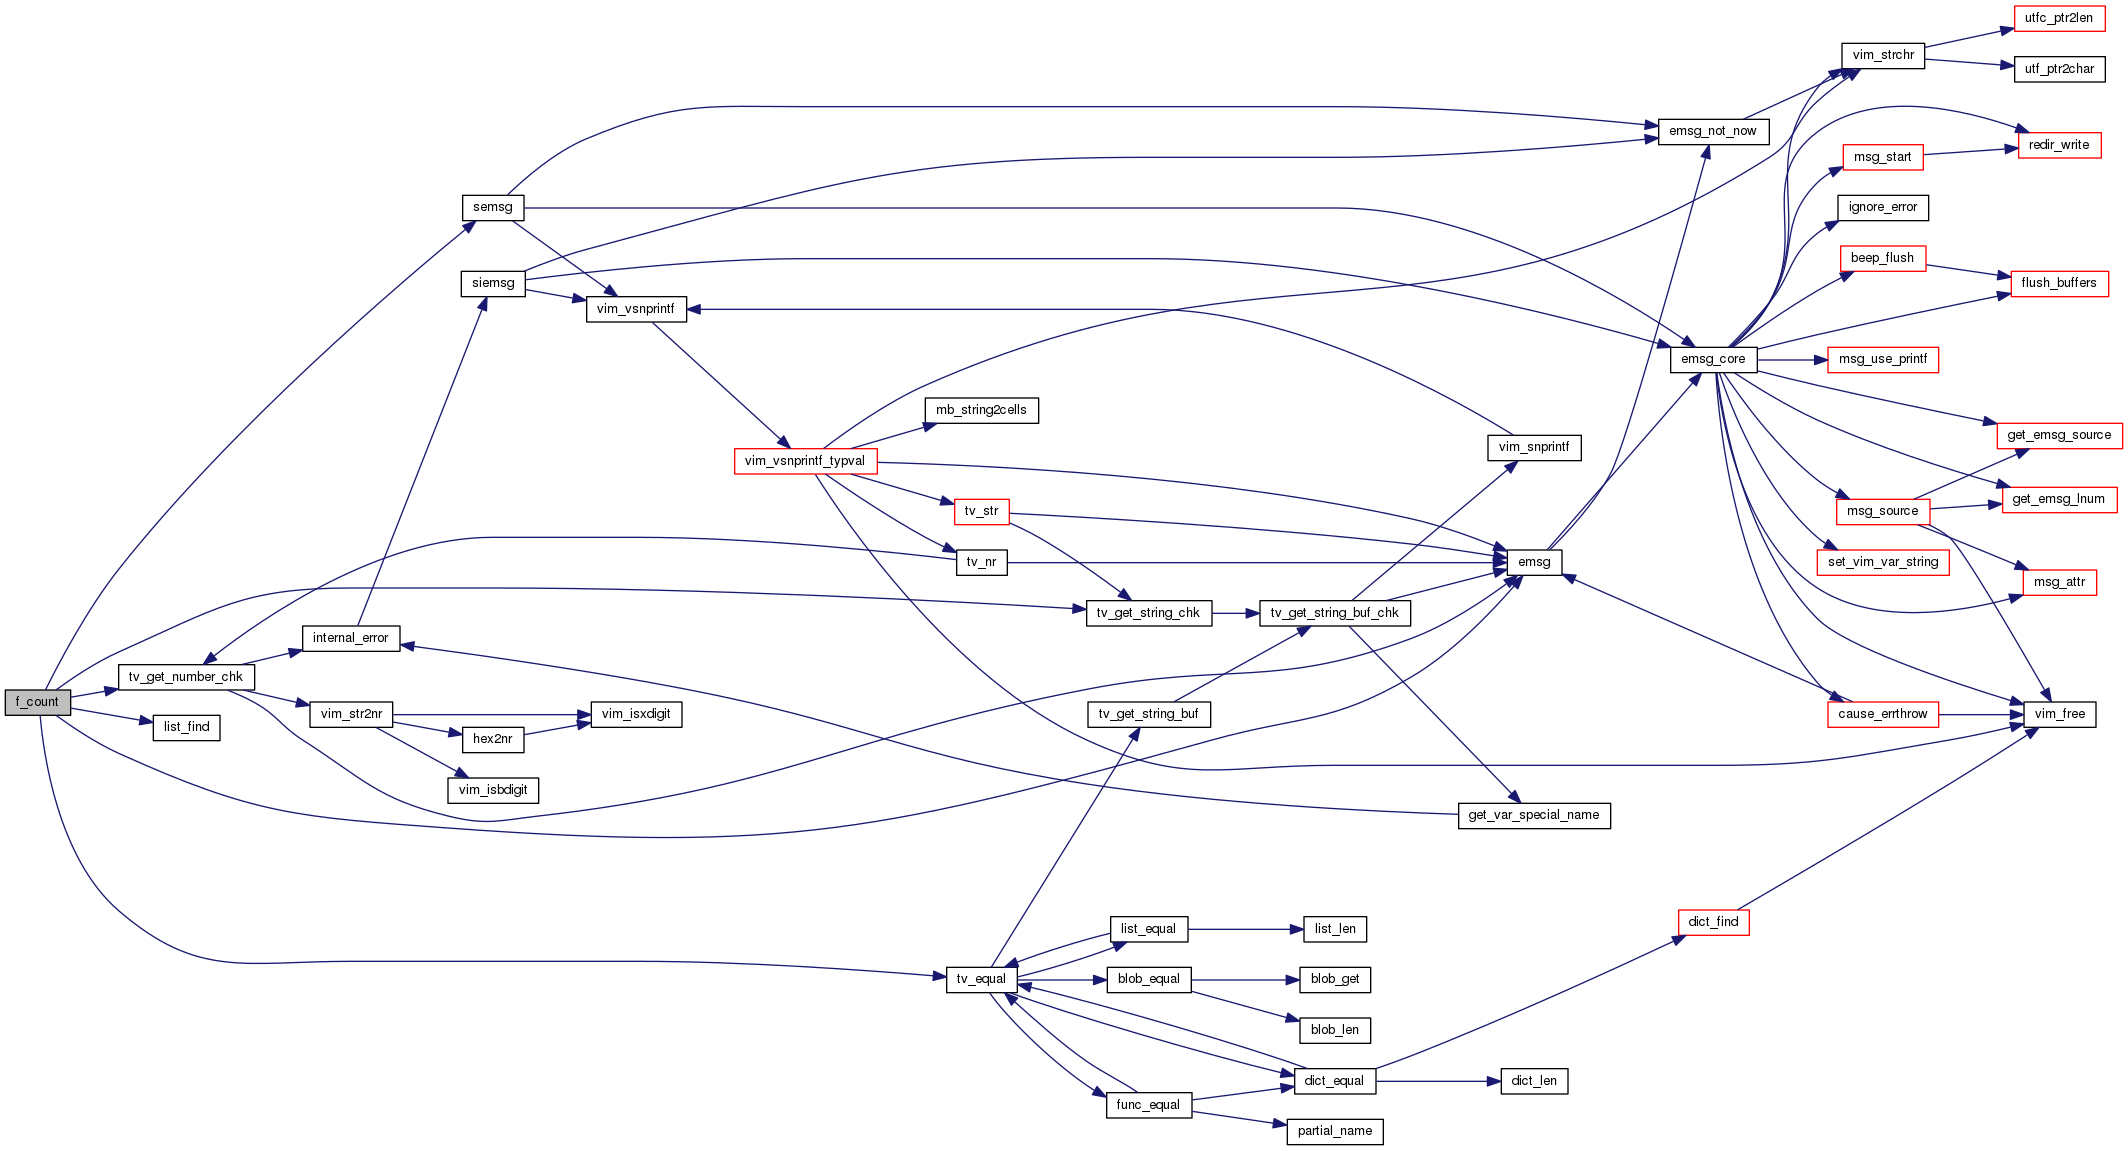 utfc_ptr2len
vim_strchr
utf_ptr2char
emsg_not_now
redir_write
msg_start
semsg
ignore_error
beep_flush
siemsg
flush_buffers
vim_vsnprintf
emsg_core
msg_use_printf
mb_string2cells
get_emsg_source
vim_snprintf
vim_vsnprintf_typval
get_emsg_lnum
tv_str
msg_source
tv_nr
emsg
set_vim_var_string
msg_attr
tv_get_string_chk
tv_get_string_buf_chk
internal_error
tv_get_number_chk
f_count
vim_str2nr
vim_isxdigit
tv_get_string_buf
cause_errthrow
vim_free
list_find
hex2nr
vim_isbdigit
get_var_special_name
dict_find
list_equal
list_len
tv_equal
blob_equal
blob_get
blob_len
dict_equal
dict_len
func_equal
partial_name